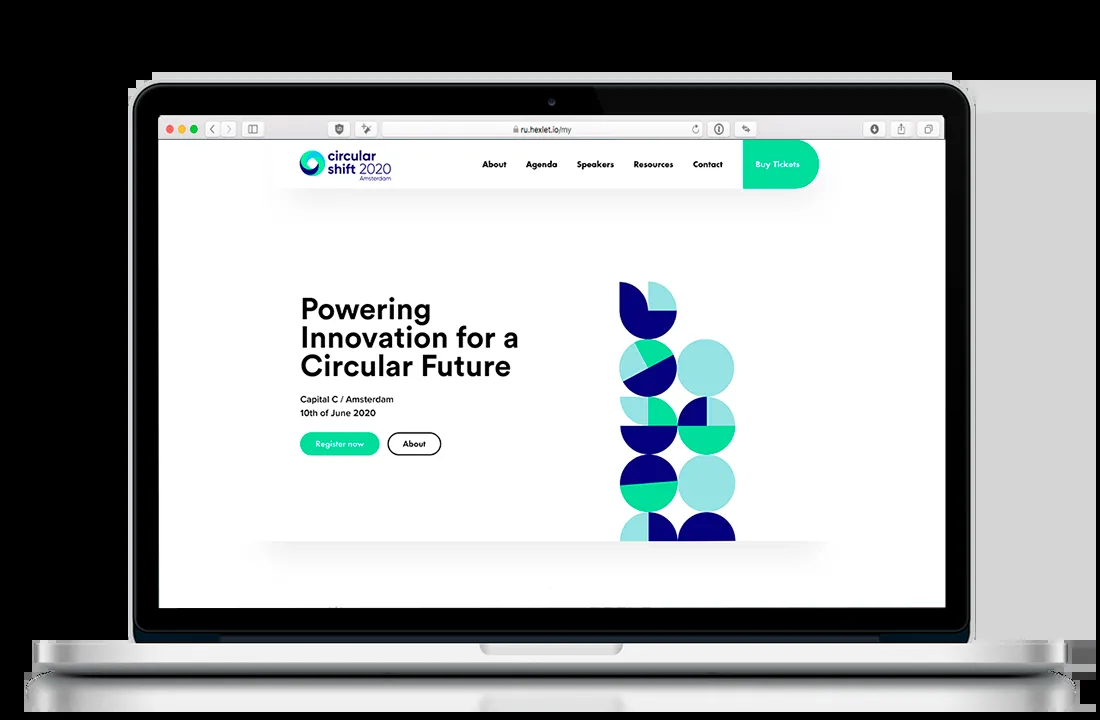 ru.hexlet.io/my
circular
shift 2020
Amsterdam
About
Agenda
Speakers
Resources
Contact
Buy Tickets
Powering
Innovation for a
Circular Future
Capital C / Amsterdam
10th of June 2020
Register now
About